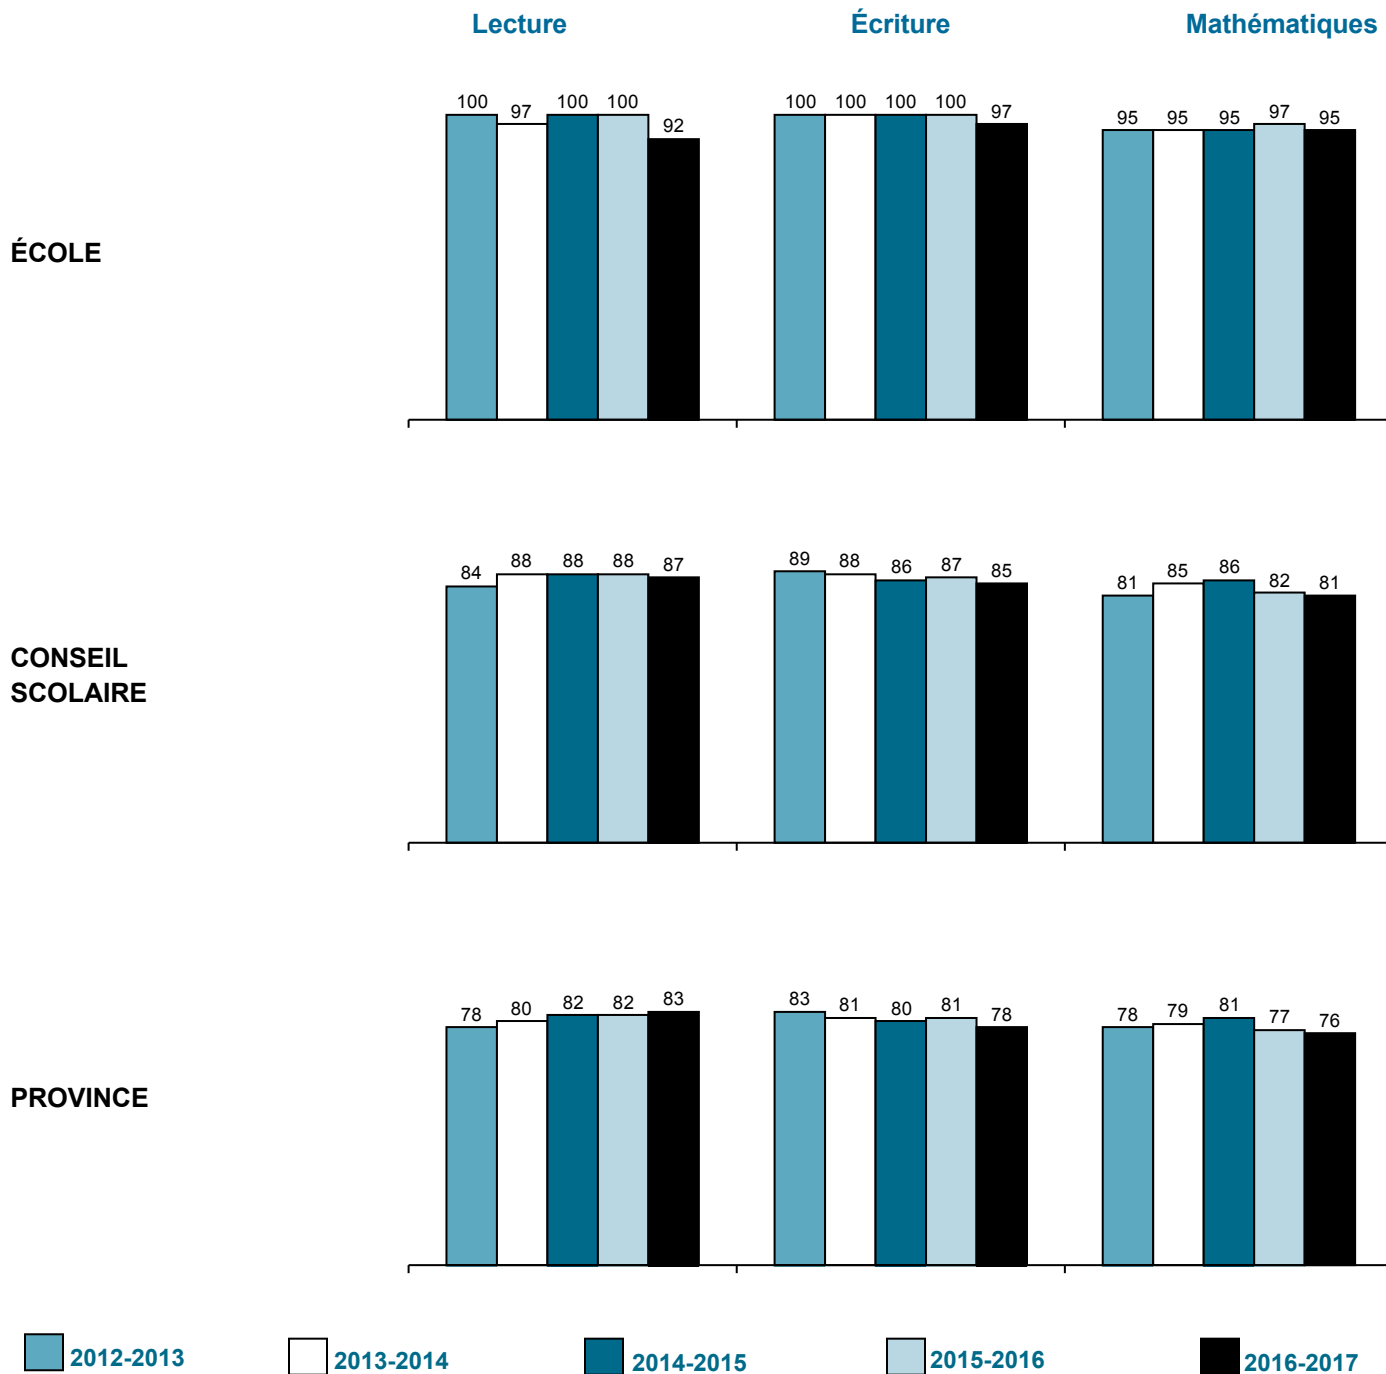 Lecture Écriture Mathématiques
100 97 100 100 92 100 100 100 100 97 95 95 95 97 95
ÉCOLE
84 88 88 88 87 89 88 86 87 85 81 85 86 82 81
CONSEIL
SCOLAIRE
78 80 82 82 83 83 81 80 81 78 78 79 81 77 76
PROVINCE
2012-2013 2013-2014 2014-2015 2015-2016 2016-2017